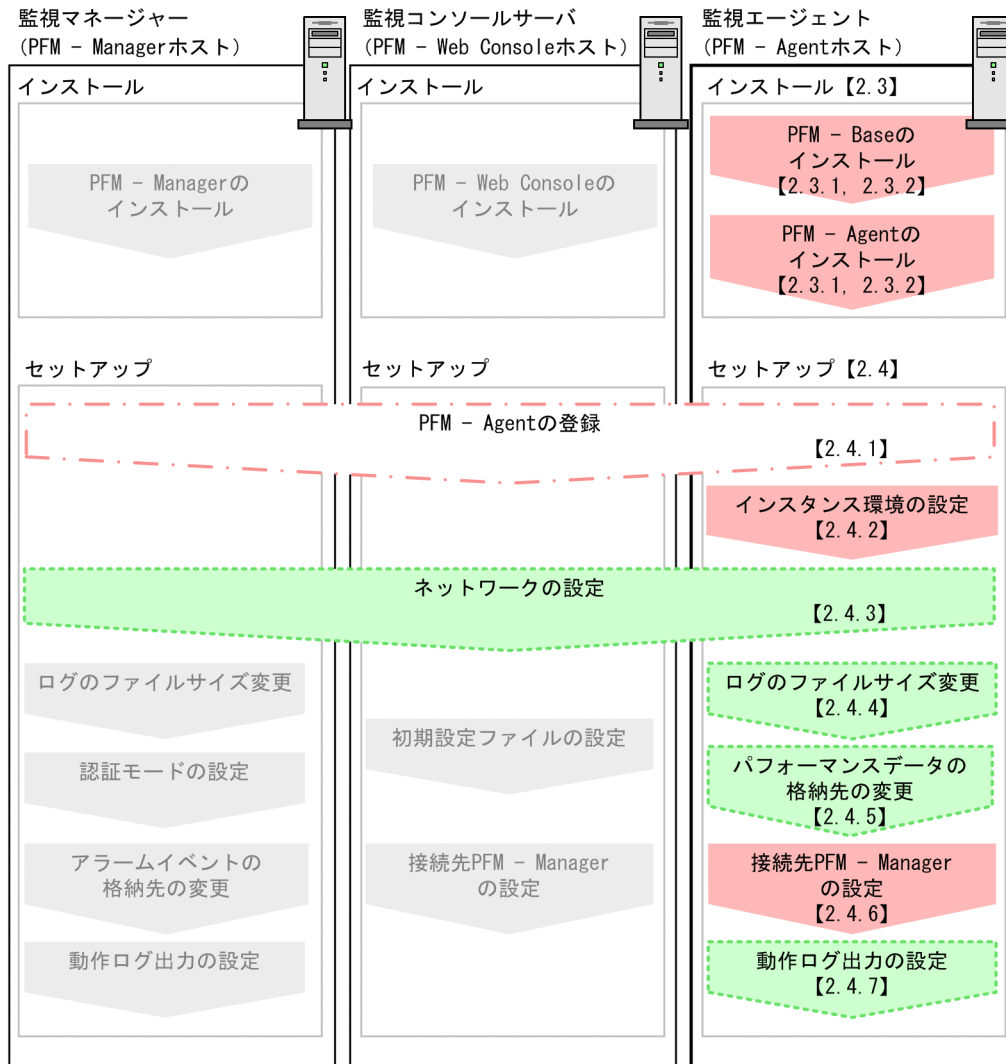 監視マネージャー
(PFM - Managerホスト)
インストール
PFM - Managerの
インストール
セットアップ
監視コンソールサーバ
(PFM - Web Consoleホスト)
インストール
PFM - Web Consoleの
インストール
セットアップ
監視エージェント
(PFM - Agentホスト)
インストール【2.3】
PFM - Baseの
インストール
【2.3.1, 2.3.2】
PFM - Agentの
インストール
【2.3.1, 2.3.2】
セットアップ【2.4】
PFM - Agentの登録
【2.4.1】
インスタンス環境の設定
【2.4.2】
ネットワークの設定
【2.4.3】
ログのファイルサイズ変更
認証モードの設定
アラームイベントの
格納先の変更
動作ログ出力の設定
初期設定ファイルの設定
接続先PFM - Manager
の設定
ログのファイルサイズ変更
【2.4.4】
パフォーマンスデータの
格納先の変更
【2.4.5】
接続先PFM - Manager
の設定
【2.4.6】
動作ログ出力の設定
【2.4.7】